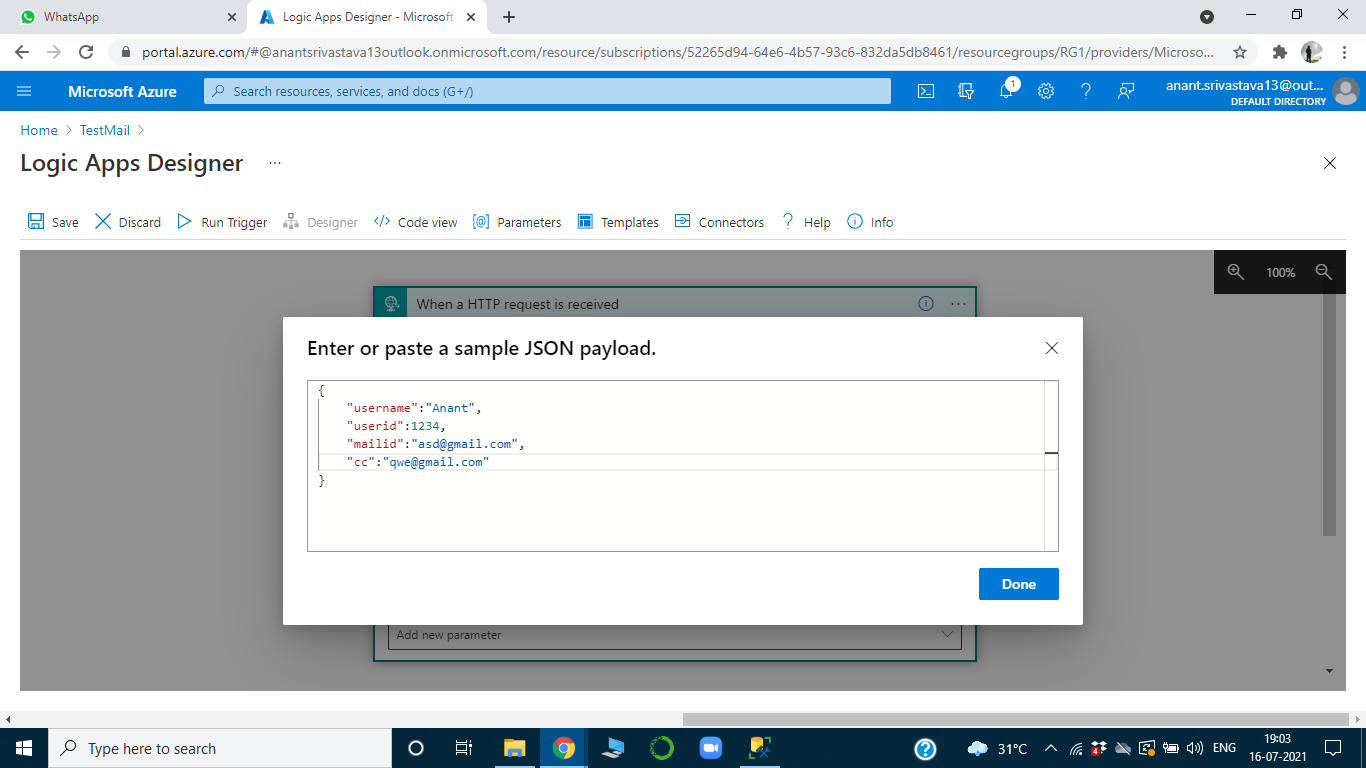 WhatsApp
Logic Apps Designer - Microsoft
portal.azure.com/#@anantsrivastava13outlook.onmicrosoft.com/resource/subscriptions/52265d94-64e6-4b57-93c6-832da5db8461/resourcegroups/RG1/providers/Microso...
Microsoft Azure
Search resources, services, and docs (G+/)
1
anant.srivastava13@out...
DEFAULT DIRECTORY
Home > TestMail >
Logic Apps Designer ...
Save Discard Run Trigger Designer Code view Parameters Templates Connectors Help Info
100%
When a HTTP request is received
Enter or paste a sample JSON payload.
{
"username":"Anant",
"userid":1234,
"mailid":"asd@gmail.com",
"cc":"qwe@gmail.com"
}
Done
Add new parameter
Type here to search
4
31°C
ENG
19:03
16-07-2021